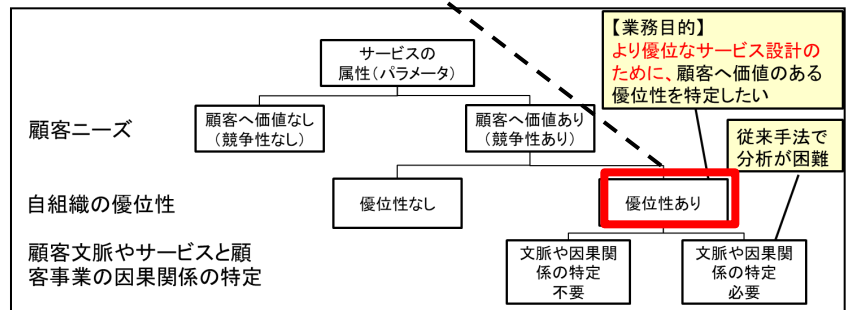 【業務目的】
より優位なサービス設計の
ために、顧客へ価値のある
優位性を特定したい
サービスの
属性(パラメータ)
顧客ニーズ
顧客へ価値なし
(競争性なし)
顧客へ価値あり
(競争性あり)
従来手法で
分析が困難
自組織の優位性
優位性なし
優位性あり
顧客文脈やサービスと顧
客事業の因果関係の特定
文脈や因果関
係の特定
不要
文脈や因果関
係の特定
必要